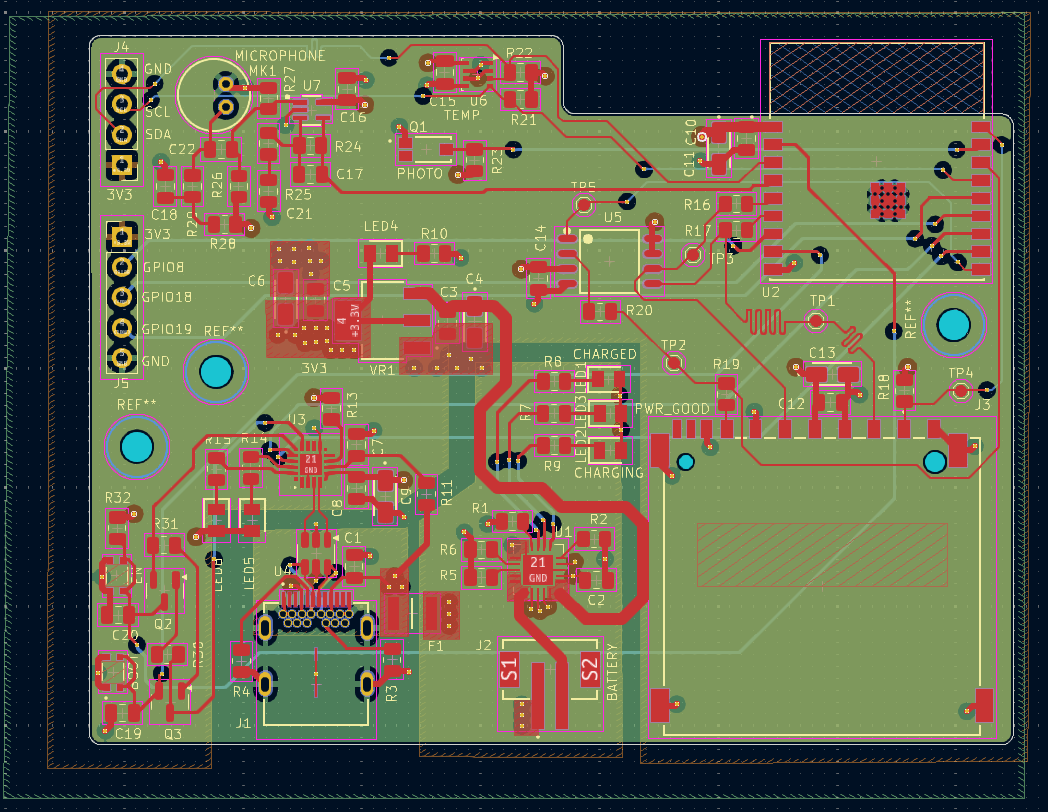 J4
GND
SCL
SDA
3V3
MICROPHONE
MK1
R27
U7
C16
C15
U6
TEMP
R22
R21
C22
R24
C17
R26
R25
C18
C21
R28
Q1
PHOTO
R23
C10
C11
TP5
R16
R17
TP3
U2
U5
C14
R20
TP1
3V3
GPIO8
GPIO18
GPIO19
GND
J5
LED4
R10
C6
C5
4
+3.3V
C3
C4
3V3
VR1
REF**
REF**
REF**
R8
CHARGED
LED1
R7
LED3
PWR_GOOD
LED2
R9
CHARGING
TP2
R19
C13
C12
R18
TP4
J3
R13
U3
R15
R14
21
GND
C7
C8
C9
R11
R32
R31
LED5
C1
U4
R1
U1
R2
R6
R5
21
GND
C2
C20
Q2
R30
R4
R3
J1
F1
J2
S1
S2
BATTERY
C19
Q3